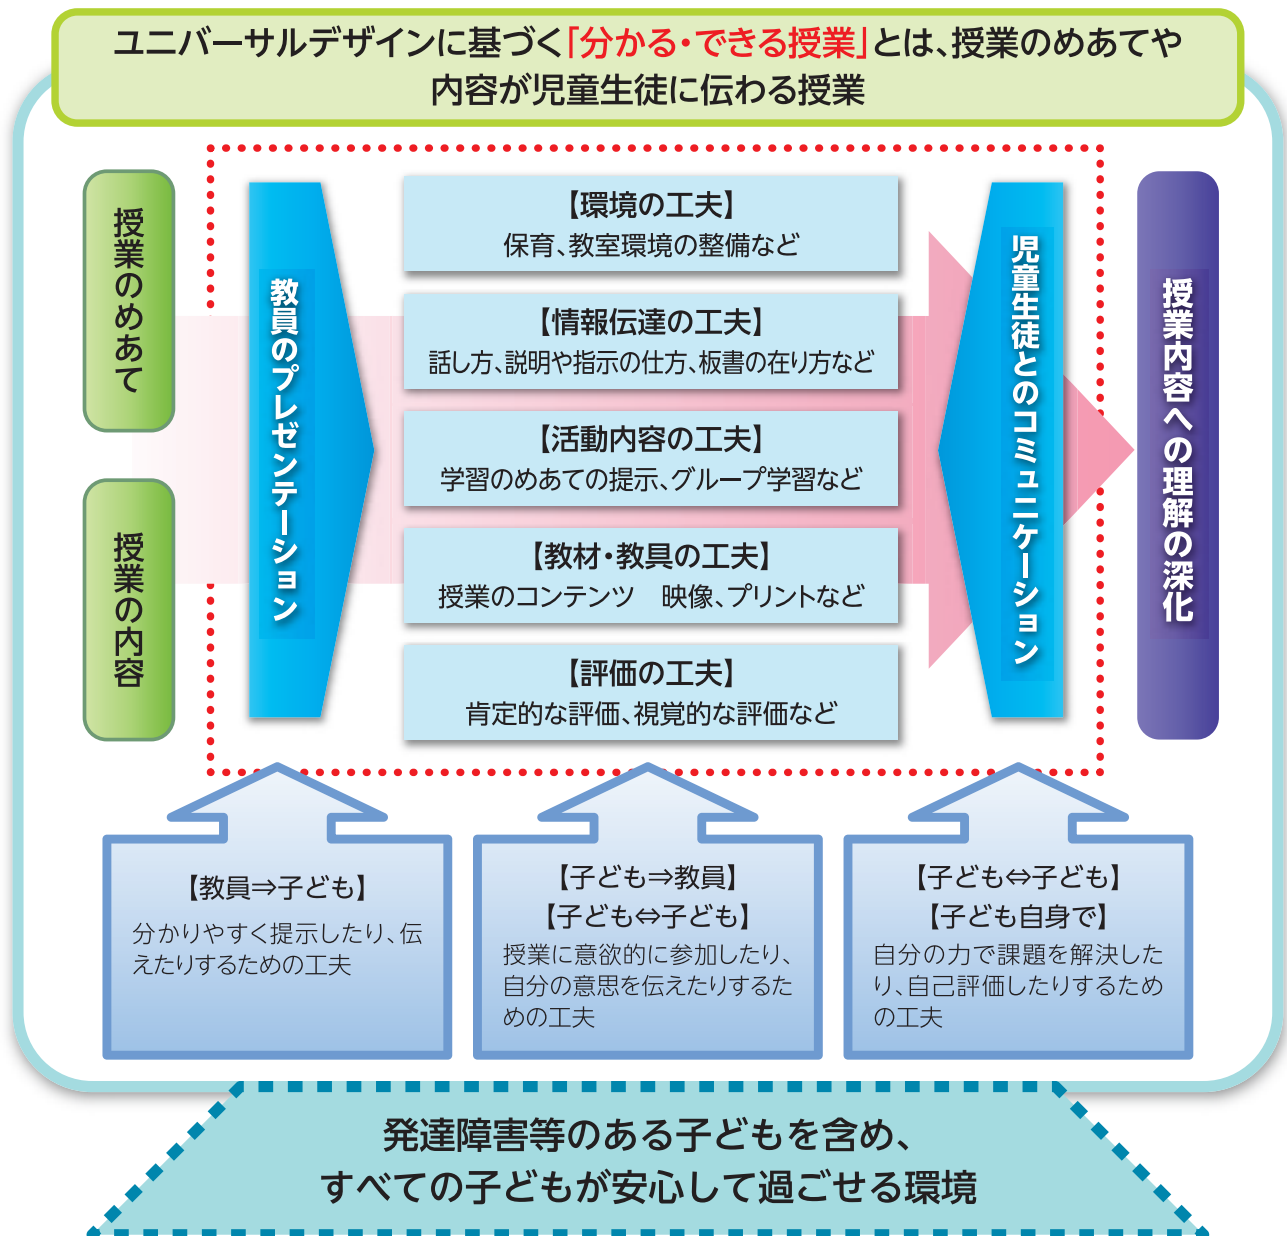 ユニバーサルデザインに基づく「分かる・できる授業」とは、授業のめあてや
内容が児童生徒に伝わる授業
授業のめあて
授業の内容
教員のプレゼンテーション
【環境の工夫】
保育、教室環境の整備など
【情報伝達の工夫】
話し方、説明や指示の仕方、板書の在り方など
【活動内容の工夫】
学習のめあての提示、グループ学習など
【教材・教具の工夫】
授業のコンテンツ　映像、プリントなど
【評価の工夫】
肯定的な評価、視覚的な評価など
児童生徒とのコミュニケーション
授業内容への理解の深化
【教員⇒子ども】
分かりやすく提示したり、伝
えたりするための工夫
【子ども⇒教員】
【子ども⇔子ども】
授業に意欲的に参加したり、
自分の意思を伝えたりするた
めの工夫
【子ども⇔子ども】
【子ども自身で】
自分の力で課題を解決した
り、自己評価したりするため
の工夫
発達障害等のある子どもを含め、
すべての子どもが安心して過ごせる環境